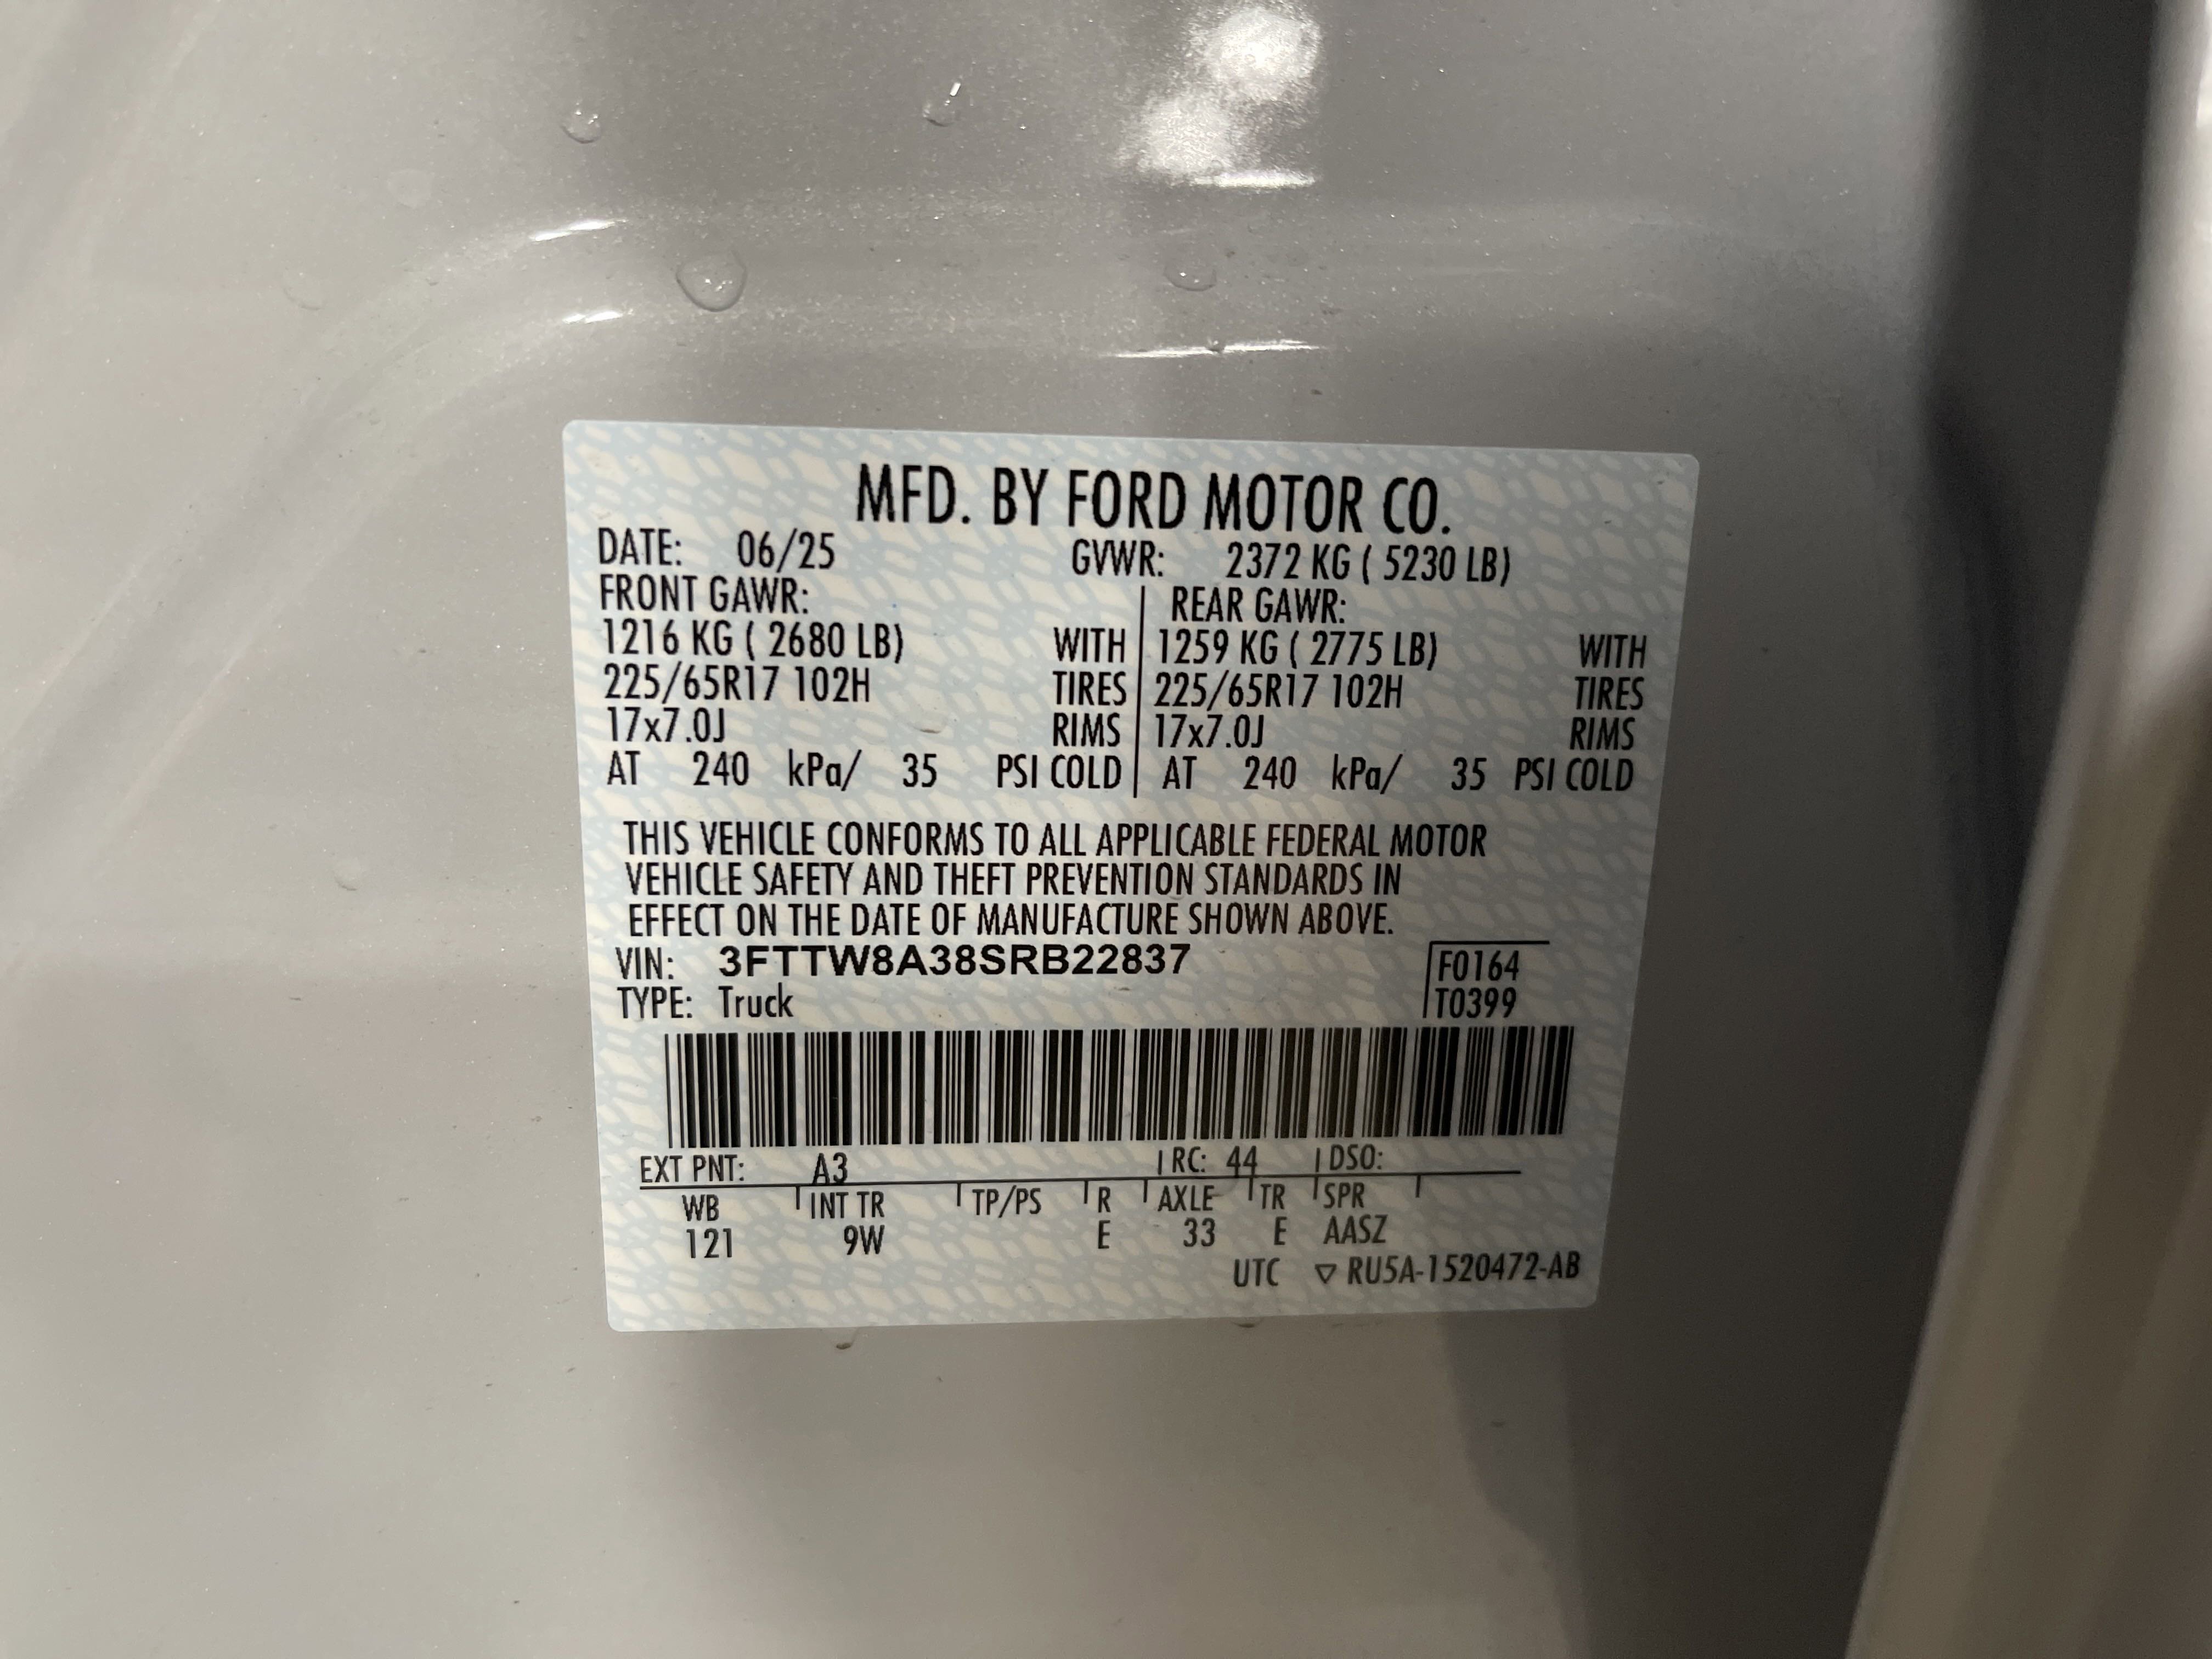 MFD. BY FORD MOTOR CO.
DATE: 06/25 GVWR: 2372 KG ( 5230 LB)
FRONT GAWR: REAR GAWR:
1216 KG ( 2680 LB) WITH 1259 KG ( 2775 LB) WITH
225/65R17 102H TIRES 225/65R17 102H TIRES
17x7.0J RIMS 17x7.0J RIMS
AT 240 kPa/ 35 PSI COLD AT 240 kPa/ 35 PSI COLD
THIS VEHICLE CONFORMS TO ALL APPLICABLE FEDERAL MOTOR
VEHICLE SAFETY AND THEFT PREVENTION STANDARDS IN
EFFECT ON THE DATE OF MANUFACTURE SHOWN ABOVE.
VIN: 3FTTW8A38SRB22837 F0164
TYPE: Truck T0399
EXT PNT: A3 RC: 44 DSO:
WB INT TR TP/PS R AXLE TR SPR
121 9W E 33 E AASZ
UTC ▽ RU5A-1520472-AB